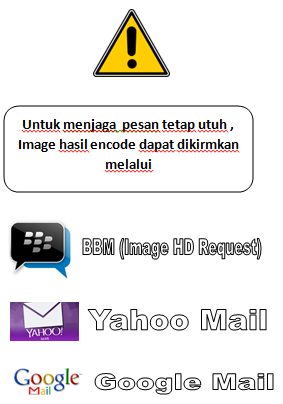 Untuk menjaga pesan tetap utuh ,
Image hasil encode dapat dikirmkan
melalui
BBM (Image HD Request)
YAHOO!
Yahoo Mail
Google
Mail
Google Mail